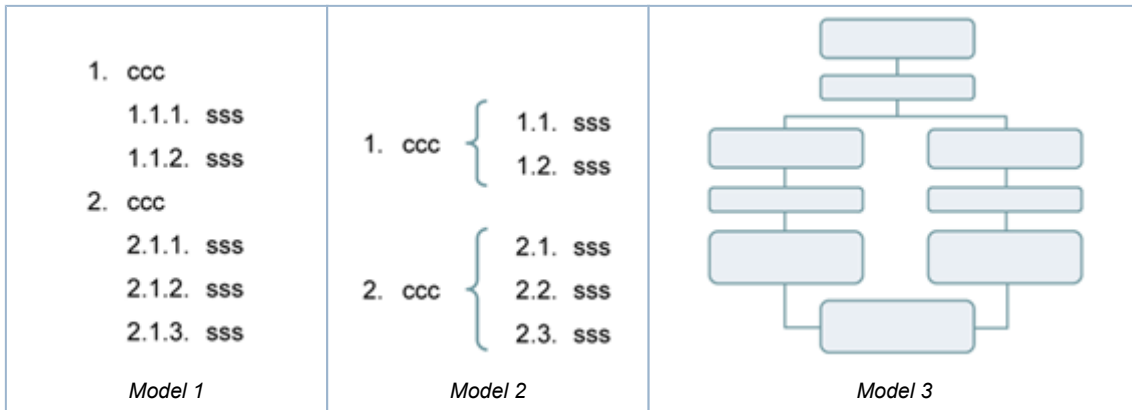 1. ccc
1.1.1. sss
1.1.2. sss
2. ccc
2.1.1. sss
2.1.2. sss
2.1.3. sss
Model 1
1. ccc
1.1. sss
1.2. sss
2. ccc
2.1. sss
2.2. sss
2.3. sss
Model 2
Model 3